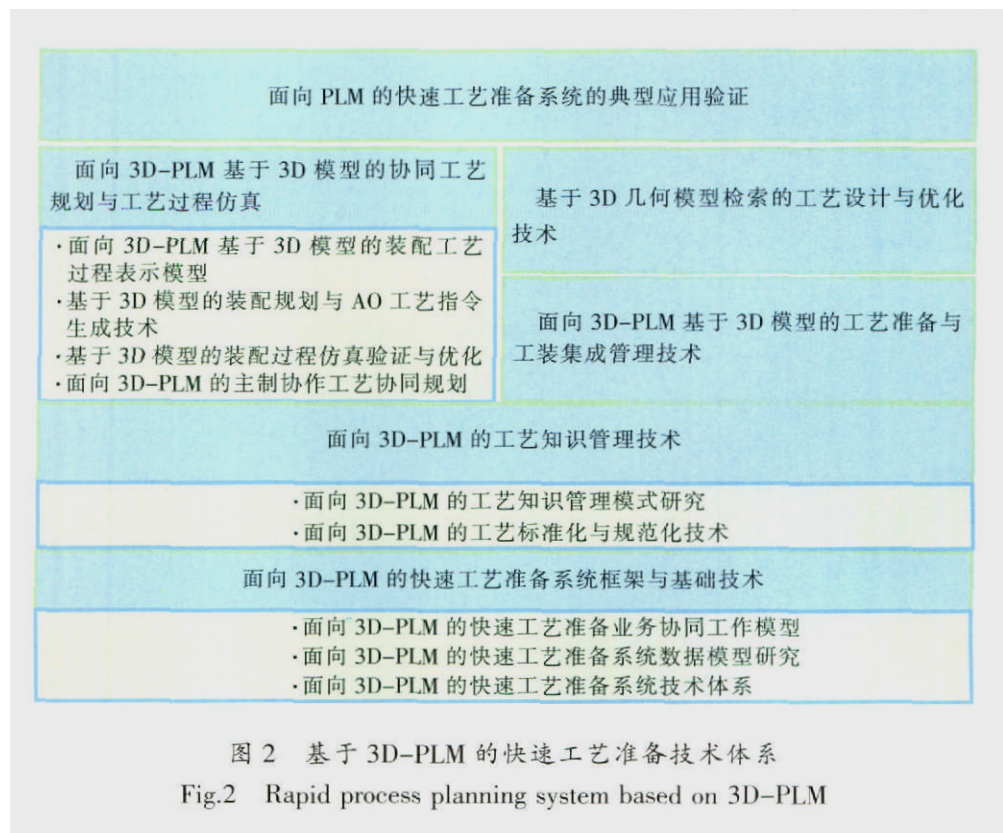 面向 PLM 的快速工艺准备系统的典型应用验证
面向 3D-PLM 基于 3D 模型的协同工艺
规划与工艺过程仿真
·面向 3D-PLM 基于 3D 模型的装配工艺
过程表示模型
·基于 3D 模型的装配规划与 AO 工艺指令
生成技术
·基于 3D 模型的装配过程仿真验证与优化
·面向 3D-PLM 的主制协作工艺协同规划
基于 3D 几何模型检索的工艺设计与优化
技术
面向 3D-PLM 基于 3D 模型的工艺准备与
工装集成管理技术
面向 3D-PLM 的工艺知识管理技术
·面向 3D-PLM 的工艺知识管理模式研究
·面向 3D-PLM 的工艺标准化与规范化技术
面向 3D-PLM 的快速工艺准备系统框架与基础技术
·面向 3D-PLM 的快速工艺准备业务协同工作模型
·面向 3D-PLM 的快速工艺准备系统数据模型研究
·面向 3D-PLM 的快速工艺准备系统技术体系
图 2 基于 3D-PLM 的快速工艺准备技术体系
Fig.2 Rapid process planning system based on 3D-PLM